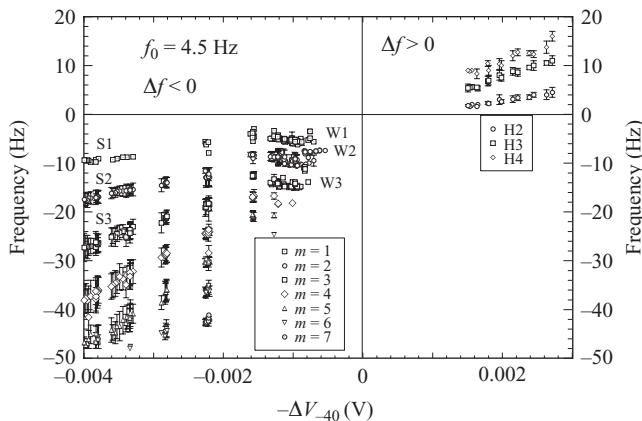 20
10
0
–10
–20
–30
–40
–50
Frequency (Hz)
f₀ = 4.5 Hz
Δf < 0
Δf > 0
S1
S2
S3
W1
W2
W3
H2
H3
H4
m = 1
m = 2
m = 3
m = 4
m = 5
m = 6
m = 7
20
10
0
–10
–20
–30
–40
–50
Frequency (Hz)
–0.004
–0.002
0
0.002
–ΔV₋₄₀ (V)